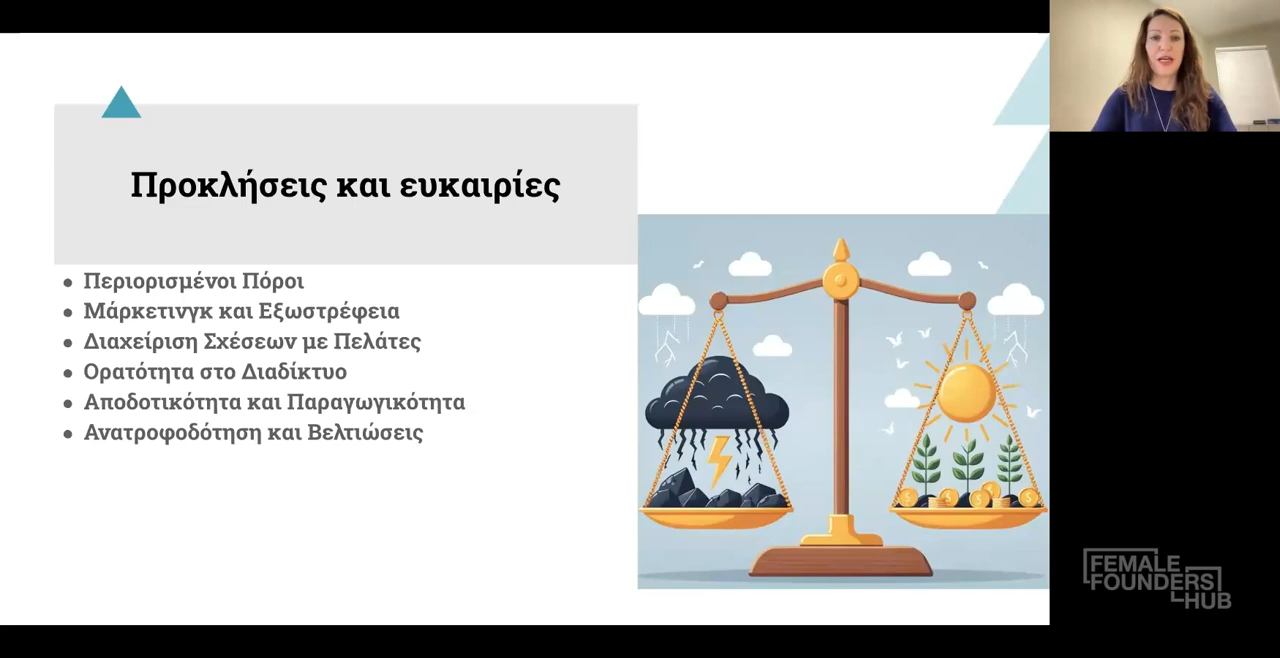 Προκλήσεις και ευκαιρίες
● Περιορισμένοι Πόροι
● Μάρκετινγκ και Εξωστρέφεια
● Διαχείριση Σχέσεων με Πελάτες
● Ορατότητα στο Διαδίκτυο
● Αποδοτικότητα και Παραγωγικότητα
● Ανατροφοδότηση και Βελτιώσεις
FEMALE
FOUNDERS
HUB